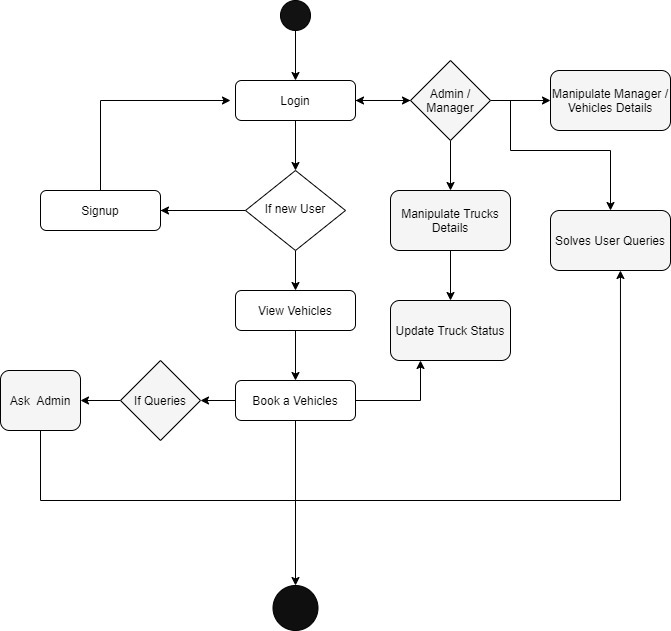 Login
Admin /
Manager
Manipulate Manager /
Vehicles Details
Signup
If new User
Manipulate Trucks
Details
Solves User Queries
View Vehicles
Update Truck Status
Ask  Admin
If Queries
Book a Vehicles